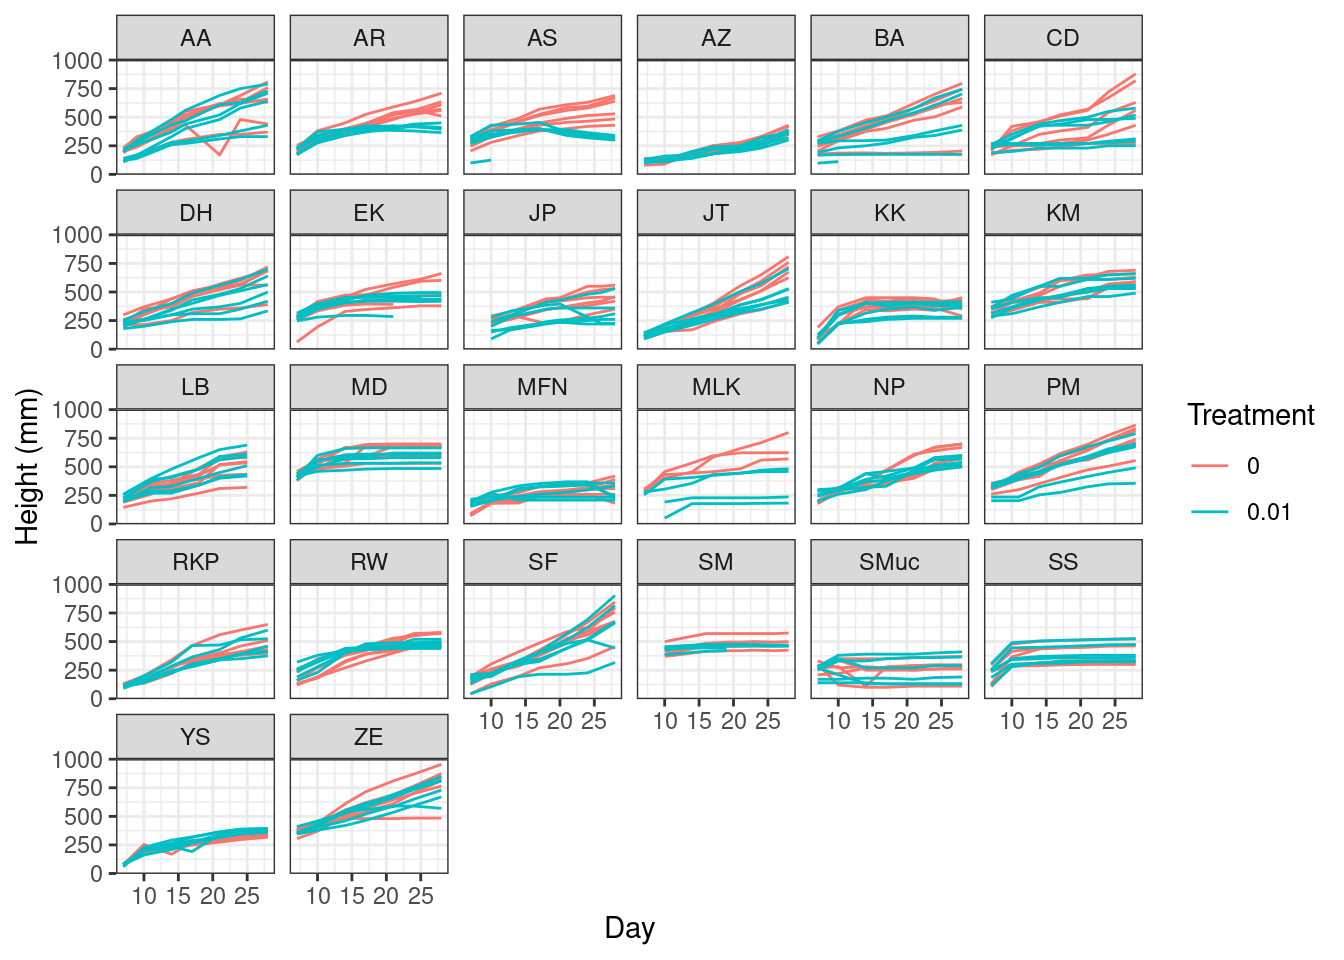 AA AR AS AZ BA CD
1000
750
500
250
0
DH EK JP JT KK KM
1000
750
500
250
0
LB MD MFN MLK NP PM
1000
750
500
250
0
RKP RW SF SM SMuc SS
1000
750
500
250
0
10 15 20 25 10 15 20 25 10 15 20 25 10 15 20 25
YS ZE
1000
750
500
250
0
10 15 20 25 10 15 20 25
Day
Height (mm)
Treatment
0
0.01